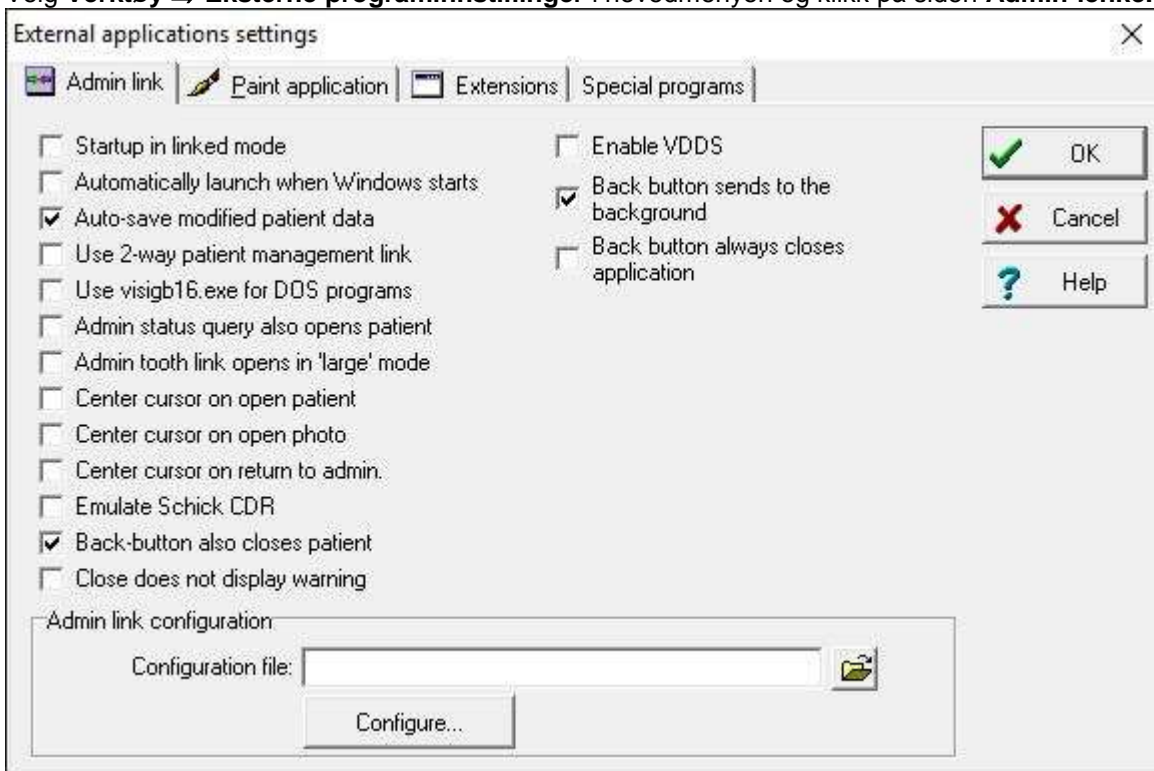 External applications settings
Admin link Paint application Extensions Special programs
Startup in linked mode
Automatically launch when Windows starts
Auto-save modified patient data
Use 2-way patient management link
Use visigb16.exe for DOS programs
Admin status query also opens patient
Admin tooth link opens in 'large' mode
Center cursor on open patient
Center cursor on open photo
Center cursor on return to admin.
Emulate Schick CDR
Back-button also closes patient
Close does not display warning
Enable VDDS
Back button sends to the
background
Back button always closes
application
OK
Cancel
Help
Admin link configuration
Configuration file:
Configure...